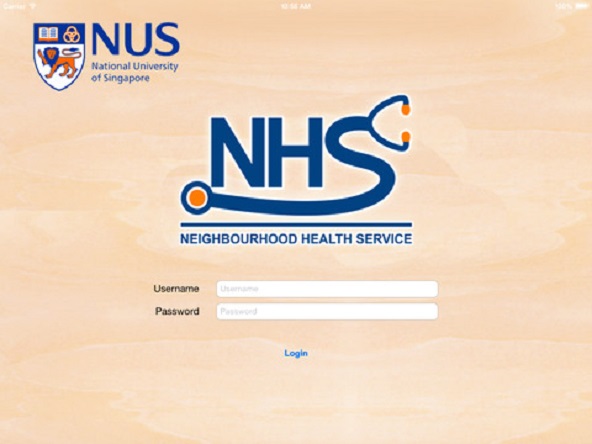 Carrier
10:56 AM
100%
NUS
National University
of Singapore
NHS
NEIGHBOURHOOD HEALTH SERVICE
Username
Username
Password
Password
Login